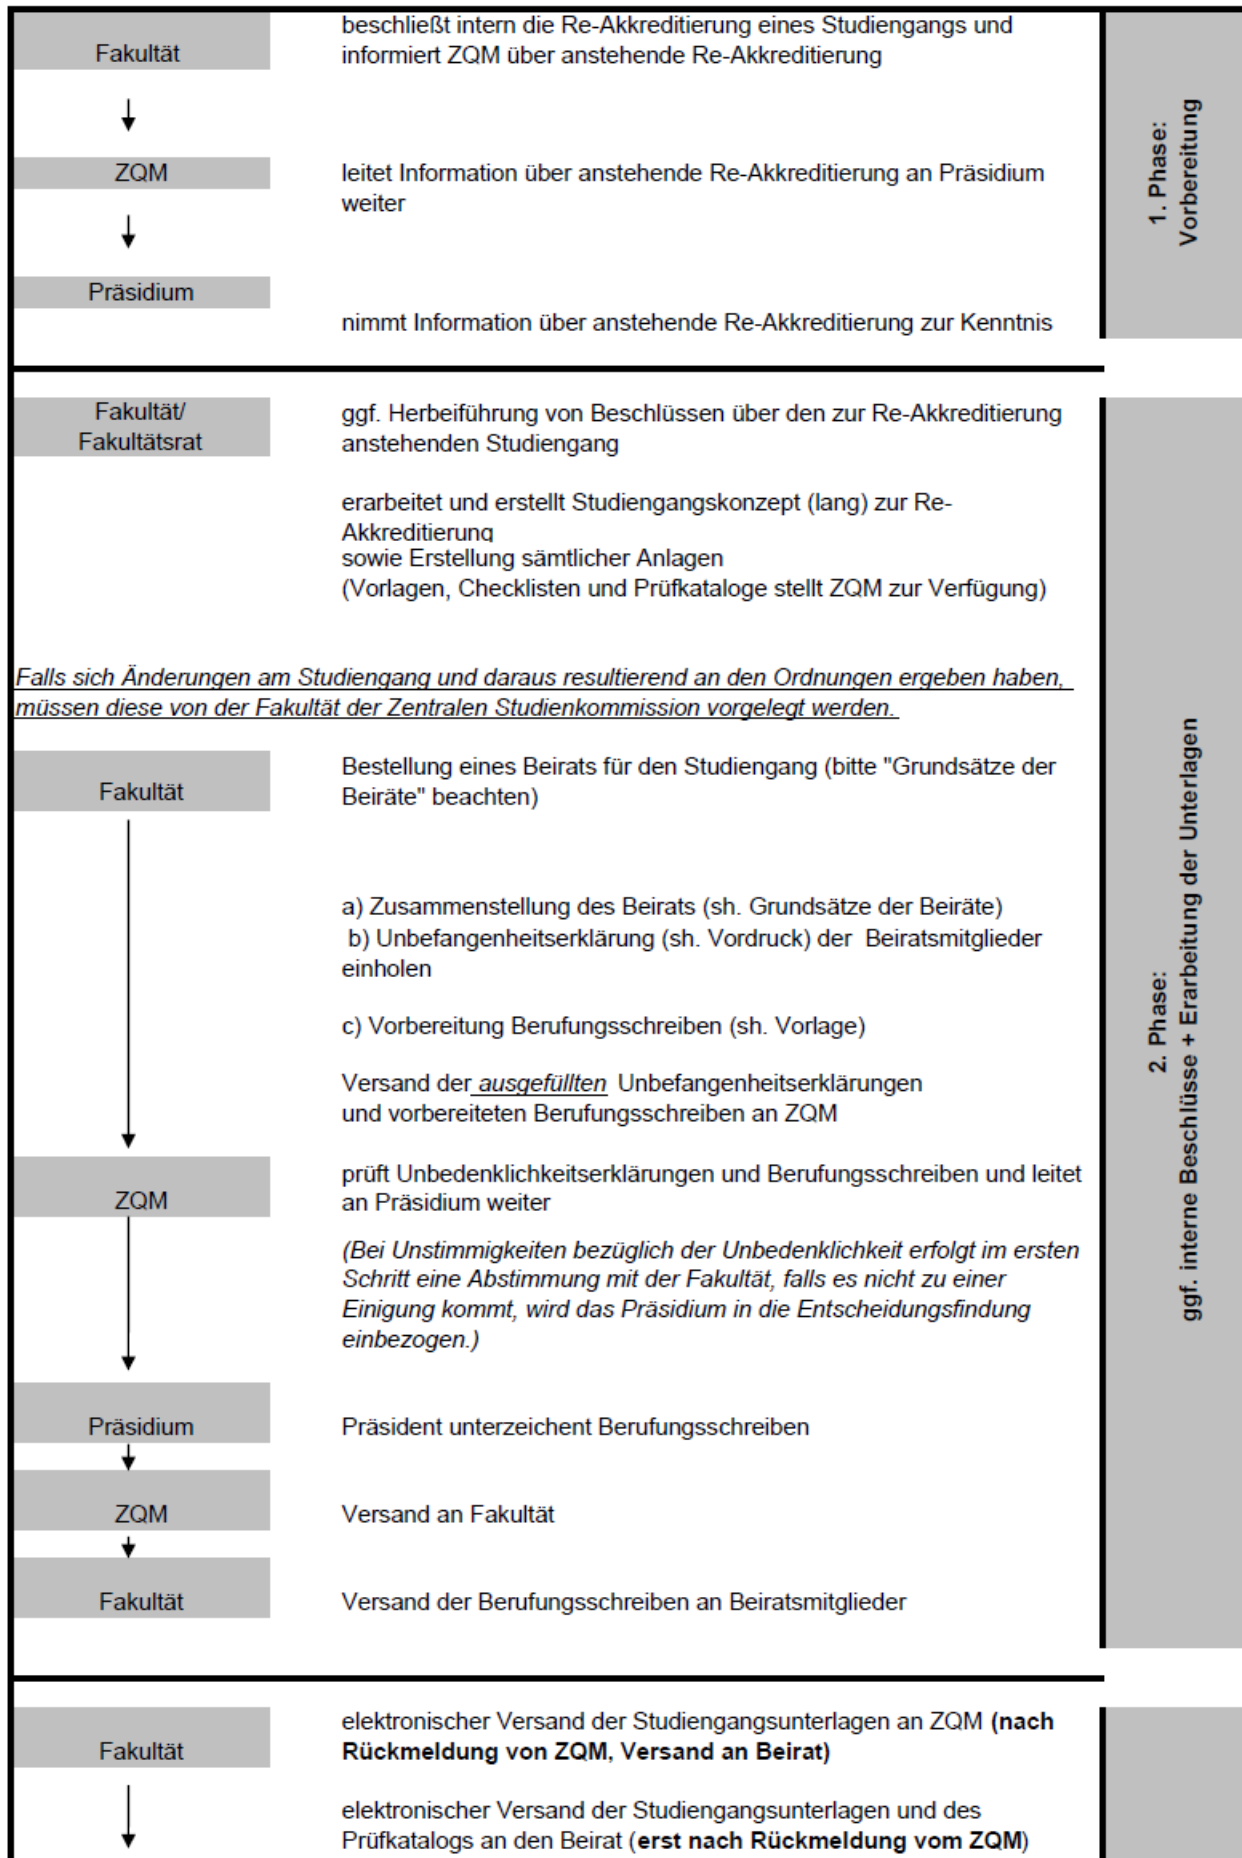 beschließt intern die Re-Akkreditierung eines Studiengangs und
Fakultät
informiert ZQM über anstehende Re-Akkreditierung
ZQM
leitet Information über anstehende Re-Akkreditierung an Präsidium
weiter
Präsidium
nimmt Information über anstehende Re-Akkreditierung zur Kenntnis
1. Phase:
Vorbereitung
Fakultät/
Fakultätsrat
ggf. Herbeiführung von Beschlüssen über den zur Re-Akkreditierung
anstehenden Studiengang
erarbeitet und erstellt Studiengangskonzept (lang) zur Re-
Akkreditierung
sowie Erstellung sämtlicher Anlagen
(Vorlagen, Checklisten und Prüfkataloge stellt ZQM zur Verfügung)
Falls sich Änderungen am Studiengang und daraus resultierend an den Ordnungen ergeben haben,
müssen diese von der Fakultät der Zentralen Studienkommission vorgelegt werden.
Fakultät
Bestellung eines Beirats für den Studiengang (bitte "Grundsätze der
Beiräte" beachten)
a) Zusammenstellung des Beirats (sh. Grundsätze der Beiräte)
b) Unbefangenheitserklärung (sh. Vordruck) der Beiratsmitglieder
einholen
c) Vorbereitung Berufungsschreiben (sh. Vorlage)
Versand der ausgefüllten Unbefangenheitserklärungen
und vorbereiteten Berufungsschreiben an ZQM
ZQM
prüft Unbedenklichkeitserklärungen und Berufungsschreiben und leitet
an Präsidium weiter
(Bei Unstimmigkeiten bezüglich der Unbedenklichkeit erfolgt im ersten
Schritt eine Abstimmung mit der Fakultät, falls es nicht zu einer
Einigung kommt, wird das Präsidium in die Entscheidungsfindung
einbezogen.)
Präsidium
Präsident unterzeichent Berufungsschreiben
ZQM
Versand an Fakultät
Fakultät
Versand der Berufungsschreiben an Beiratsmitglieder
2. Phase:
ggf. interne Beschlüsse + Erarbeitung der Unterlagen
Fakultät
elektronischer Versand der Studiengangsunterlagen an ZQM (nach
Rückmeldung von ZQM, Versand an Beirat)
elektronischer Versand der Studiengangsunterlagen und des
Prüfkatalogs an den Beirat (erst nach Rückmeldung vom ZQM)